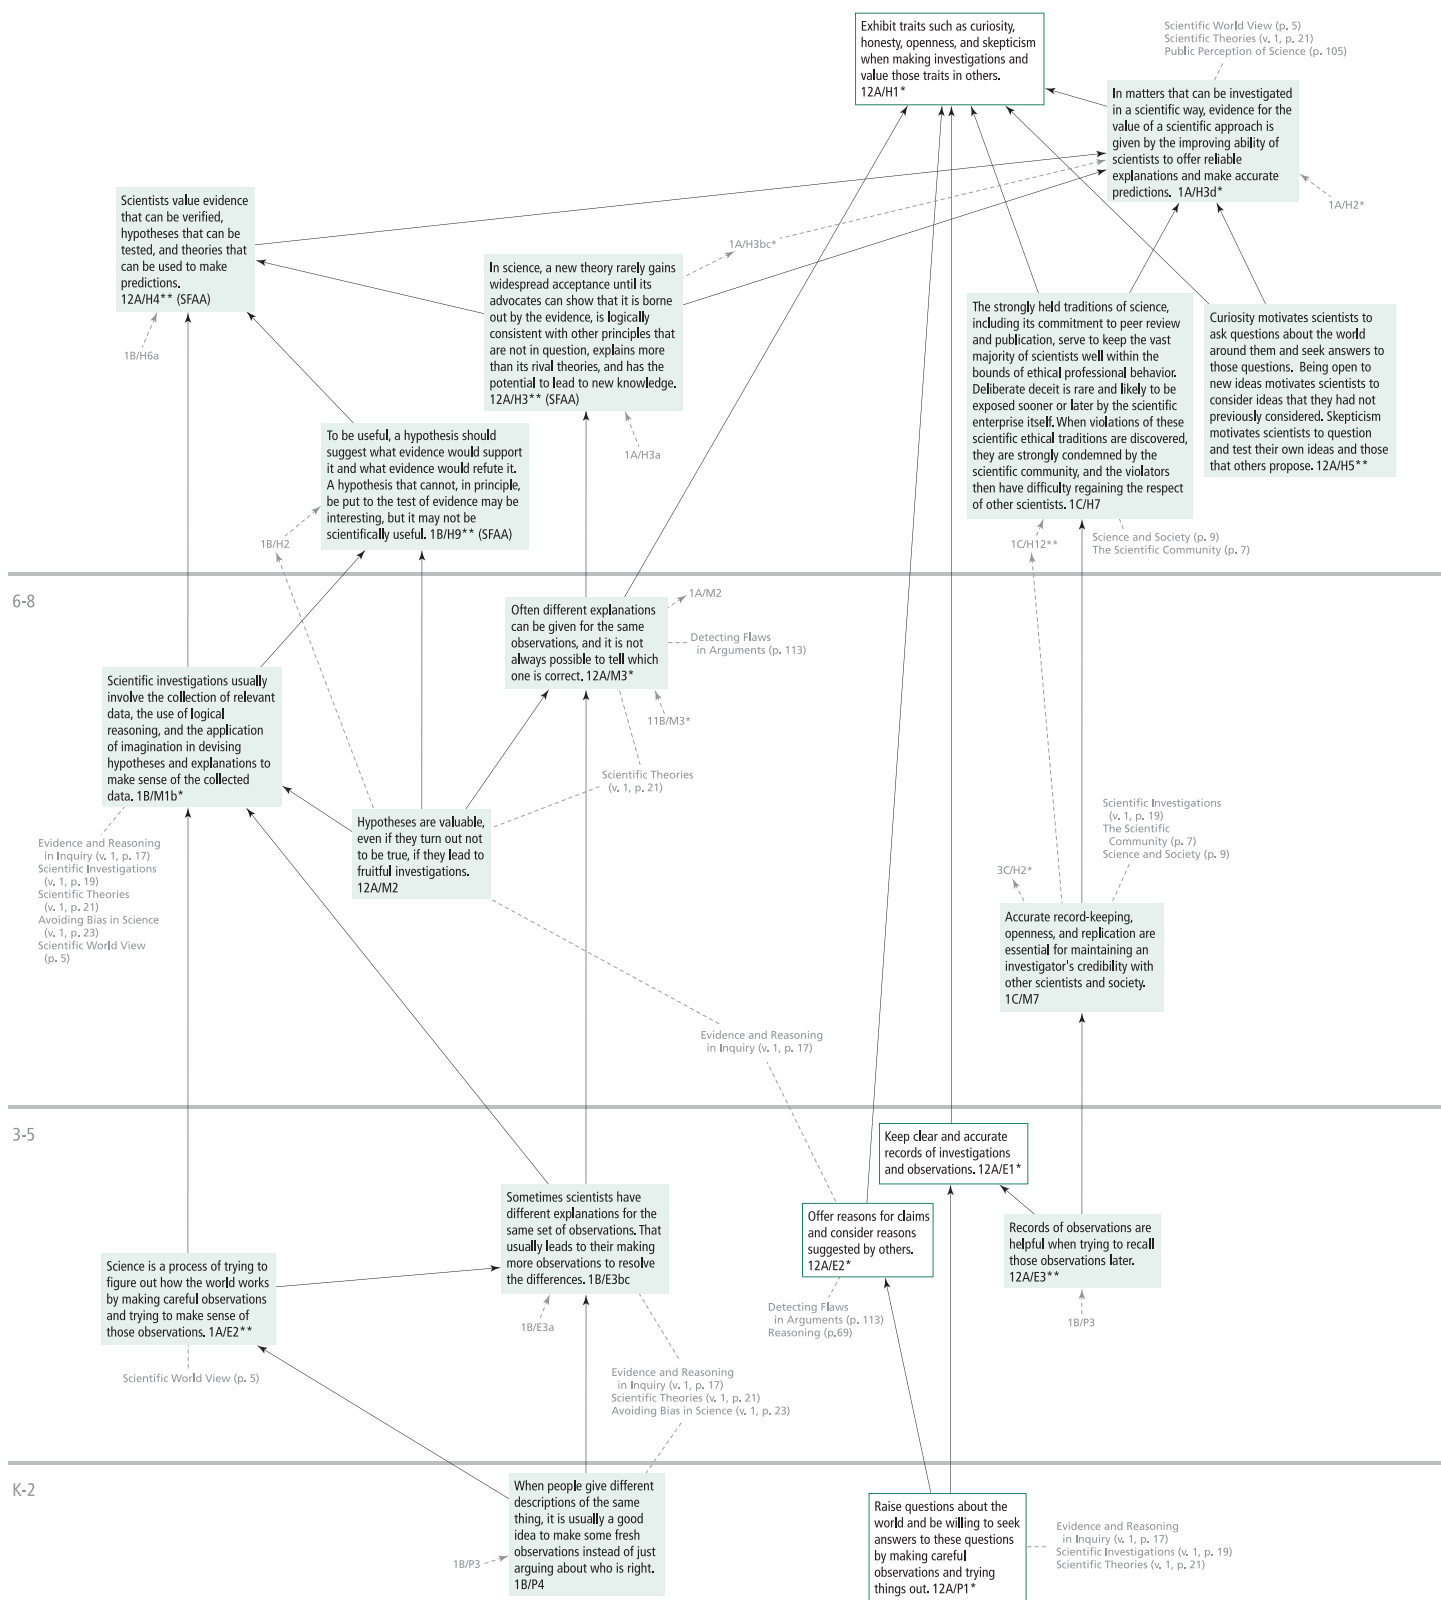 Exhibit traits such as curiosity,
honesty, openness, and skepticism
when making investigations and
value those traits in others.
12A/H1*
Scientific World View (p. 5)
Scientific Theories (v. 1, p. 21)
Public Perception of Science (p. 105)
In matters that can be investigated
in a scientific way, evidence for the
value of a scientific approach is
given by the improving ability of
scientists to offer reliable
explanations and make accurate
predictions. 1A/H3d*
1A/H2*
Scientists value evidence
that can be verified,
hypotheses that can be
tested, and theories that
can be used to make
predictions.
12A/H4** (SFAA)
1B/H6a
1A/H3bc*
In science, a new theory rarely gains
widespread acceptance until its
advocates can show that it is borne
out by the evidence, is logically
consistent with other principles that
are not in question, explains more
than its rival theories, and has the
potential to lead to new knowledge.
12A/H3** (SFAA)
1A/H3a
The strongly held traditions of science,
including its commitment to peer review
and publication, serve to keep the vast
majority of scientists well within the
bounds of ethical professional behavior.
Deliberate deceit is rare and likely to be
exposed sooner or later by the scientific
enterprise itself. When violations of these
scientific ethical traditions are discovered,
they are strongly condemned by the
scientific community, and the violators
then have difficulty regaining the respect
of other scientists. 1C/H7
Curiosity motivates scientists to
ask questions about the world
around them and seek answers to
those questions. Being open to
new ideas motivates scientists to
consider ideas that they had not
previously considered. Skepticism
motivates scientists to question
and test their own ideas and those
that others propose. 12A/H5**
To be useful, a hypothesis should
suggest what evidence would support
it and what evidence would refute it.
A hypothesis that cannot, in principle,
be put to the test of evidence may be
interesting, but it may not be
scientifically useful. 1B/H9** (SFAA)
1B/H2
1C/H12**
Science and Society (p. 9)
The Scientific Community (p. 7)
6-8
Often different explanations
can be given for the same
observations, and it is not
always possible to tell which
one is correct. 12A/M3*
1A/M2
Detecting Flaws
in Arguments (p. 113)
11B/M3*
Scientific investigations usually
involve the collection of relevant
data, the use of logical
reasoning, and the application
of imagination in devising
hypotheses and explanations to
make sense of the collected
data. 1B/M1b*
Scientific Theories
(v. 1, p. 21)
Hypotheses are valuable,
even if they turn out not
to be true, if they lead to
fruitful investigations.
12A/M2
Evidence and Reasoning
in Inquiry (v. 1, p. 17)
Scientific Investigations
(v. 1, p. 19)
Scientific Theories
(v. 1, p. 21)
Avoiding Bias in Science
(v. 1, p. 23)
Scientific World View
(p. 5)
Scientific Investigations
(v. 1, p. 19)
The Scientific
Community (p. 7)
Science and Society (p. 9)
3C/H2*
Accurate record-keeping,
openness, and replication are
essential for maintaining an
investigator's credibility with
other scientists and society.
1C/M7
Evidence and Reasoning
in Inquiry (v. 1, p. 17)
3-5
Keep clear and accurate
records of investigations
and observations. 12A/E1*
Sometimes scientists have
different explanations for the
same set of observations. That
usually leads to their making
more observations to resolve
the differences. 1B/E3bc
Offer reasons for claims
and consider reasons
suggested by others.
12A/E2*
Records of observations are
helpful when trying to recall
those observations later.
12A/E3**
Science is a process of trying to
figure out how the world works
by making careful observations
and trying to make sense of
those observations. 1A/E2**
1B/E3a
Detecting Flaws
in Arguments (p. 113)
Reasoning (p.69)
1B/P3
Scientific World View (p. 5)
Evidence and Reasoning
in Inquiry (v. 1, p. 17)
Scientific Theories (v. 1, p. 21)
Avoiding Bias in Science (v. 1, p. 23)
K-2
When people give different
descriptions of the same
thing, it is usually a good
idea to make some fresh
observations instead of just
arguing about who is right.
1B/P4
1B/P3
Raise questions about the
world and be willing to seek
answers to these questions
by making careful
observations and trying
things out. 12A/P1*
Evidence and Reasoning
in Inquiry (v. 1, p. 17)
Scientific Investigations (v. 1, p. 19)
Scientific Theories (v. 1, p. 21)